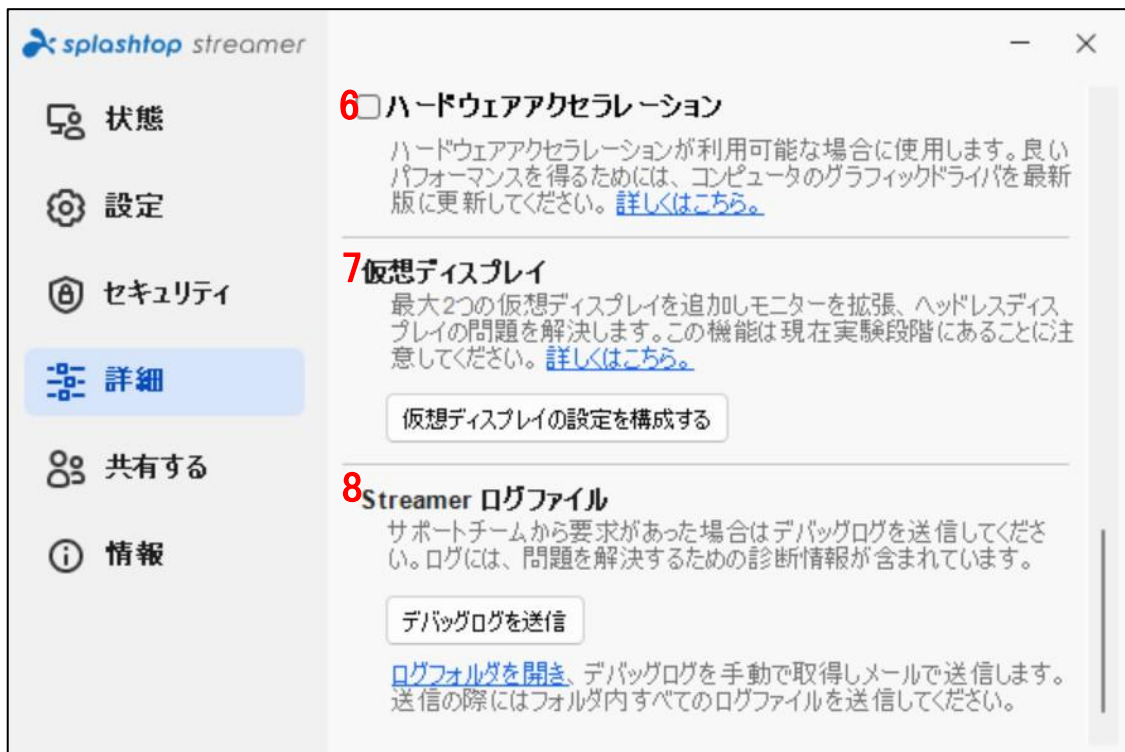 splashtop streamer
状態
設定
セキュリティ
詳細
共有する
情報
6 ハードウェアアクセラレーション
ハードウェアアクセラレーションが利用可能な場合に使用します。良い
パフォーマンスを得るためには、コンピュータのグラフィックドライバを最新
版に更新してください。詳しくはこちら。
7 仮想ディスプレイ
最大2つの仮想ディスプレイを追加しモニターを拡張、ヘッドレスディス
プレイの問題を解決します。この機能は現在実験段階にあることに注
意してください。詳しくはこちら。
仮想ディスプレイの設定を構成する
8 Streamer ログファイル
サポートチームから要求があった場合はデバッグログを送信してくださ
い。ログには、問題を解決するための診断情報が含まれています。
デバッグログを送信
ログフォルダを開き、デバッグログを手動で取得しメールで送信します。
送信の際にはフォルダ内すべてのログファイルを送信してください。